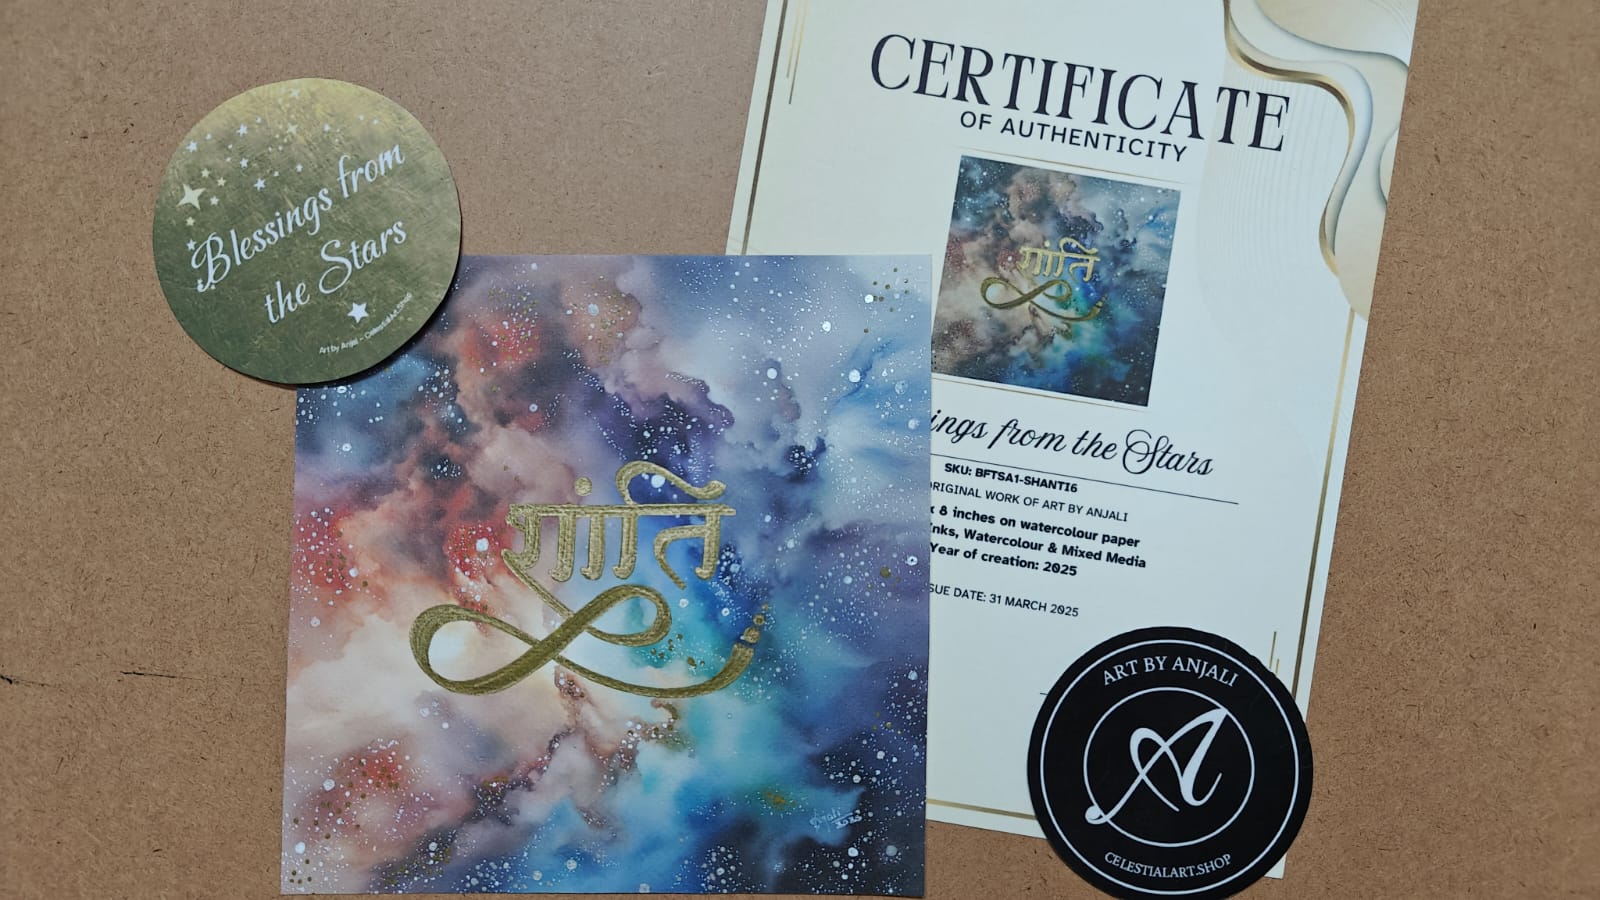 Blessings from
the Stars
Art by Anjali ~ CelestialArt.Shop
शांति
Anjali
2025
CERTIFICATE
OF AUTHENTICITY
शांति
ings from the Stars
SKU: BFTSA1-SHANTI6
ORIGINAL WORK OF ART BY ANJALI
x 8 inches on watercolour paper
Inks, Watercolour & Mixed Media
Year of creation: 2025
SUE DATE: 31 MARCH 2025
ART BY ANJALI
A
CELESTIALART.SHOP